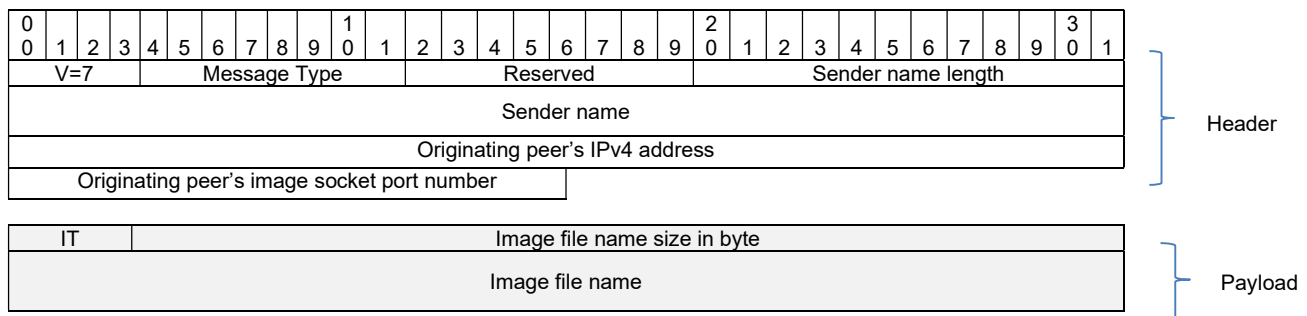 0 1 2 3
0 1 2 3 4 5 6 7 8 9 0 1 2 3 4 5 6 7 8 9 0 1 2 3 4 5 6 7 8 9 0 1
V=7 Message Type Reserved Sender name length
Sender name
Header
Originating peer's IPv4 address
Originating peer's image socket port number
IT Image file name size in byte
Image file name
Payload